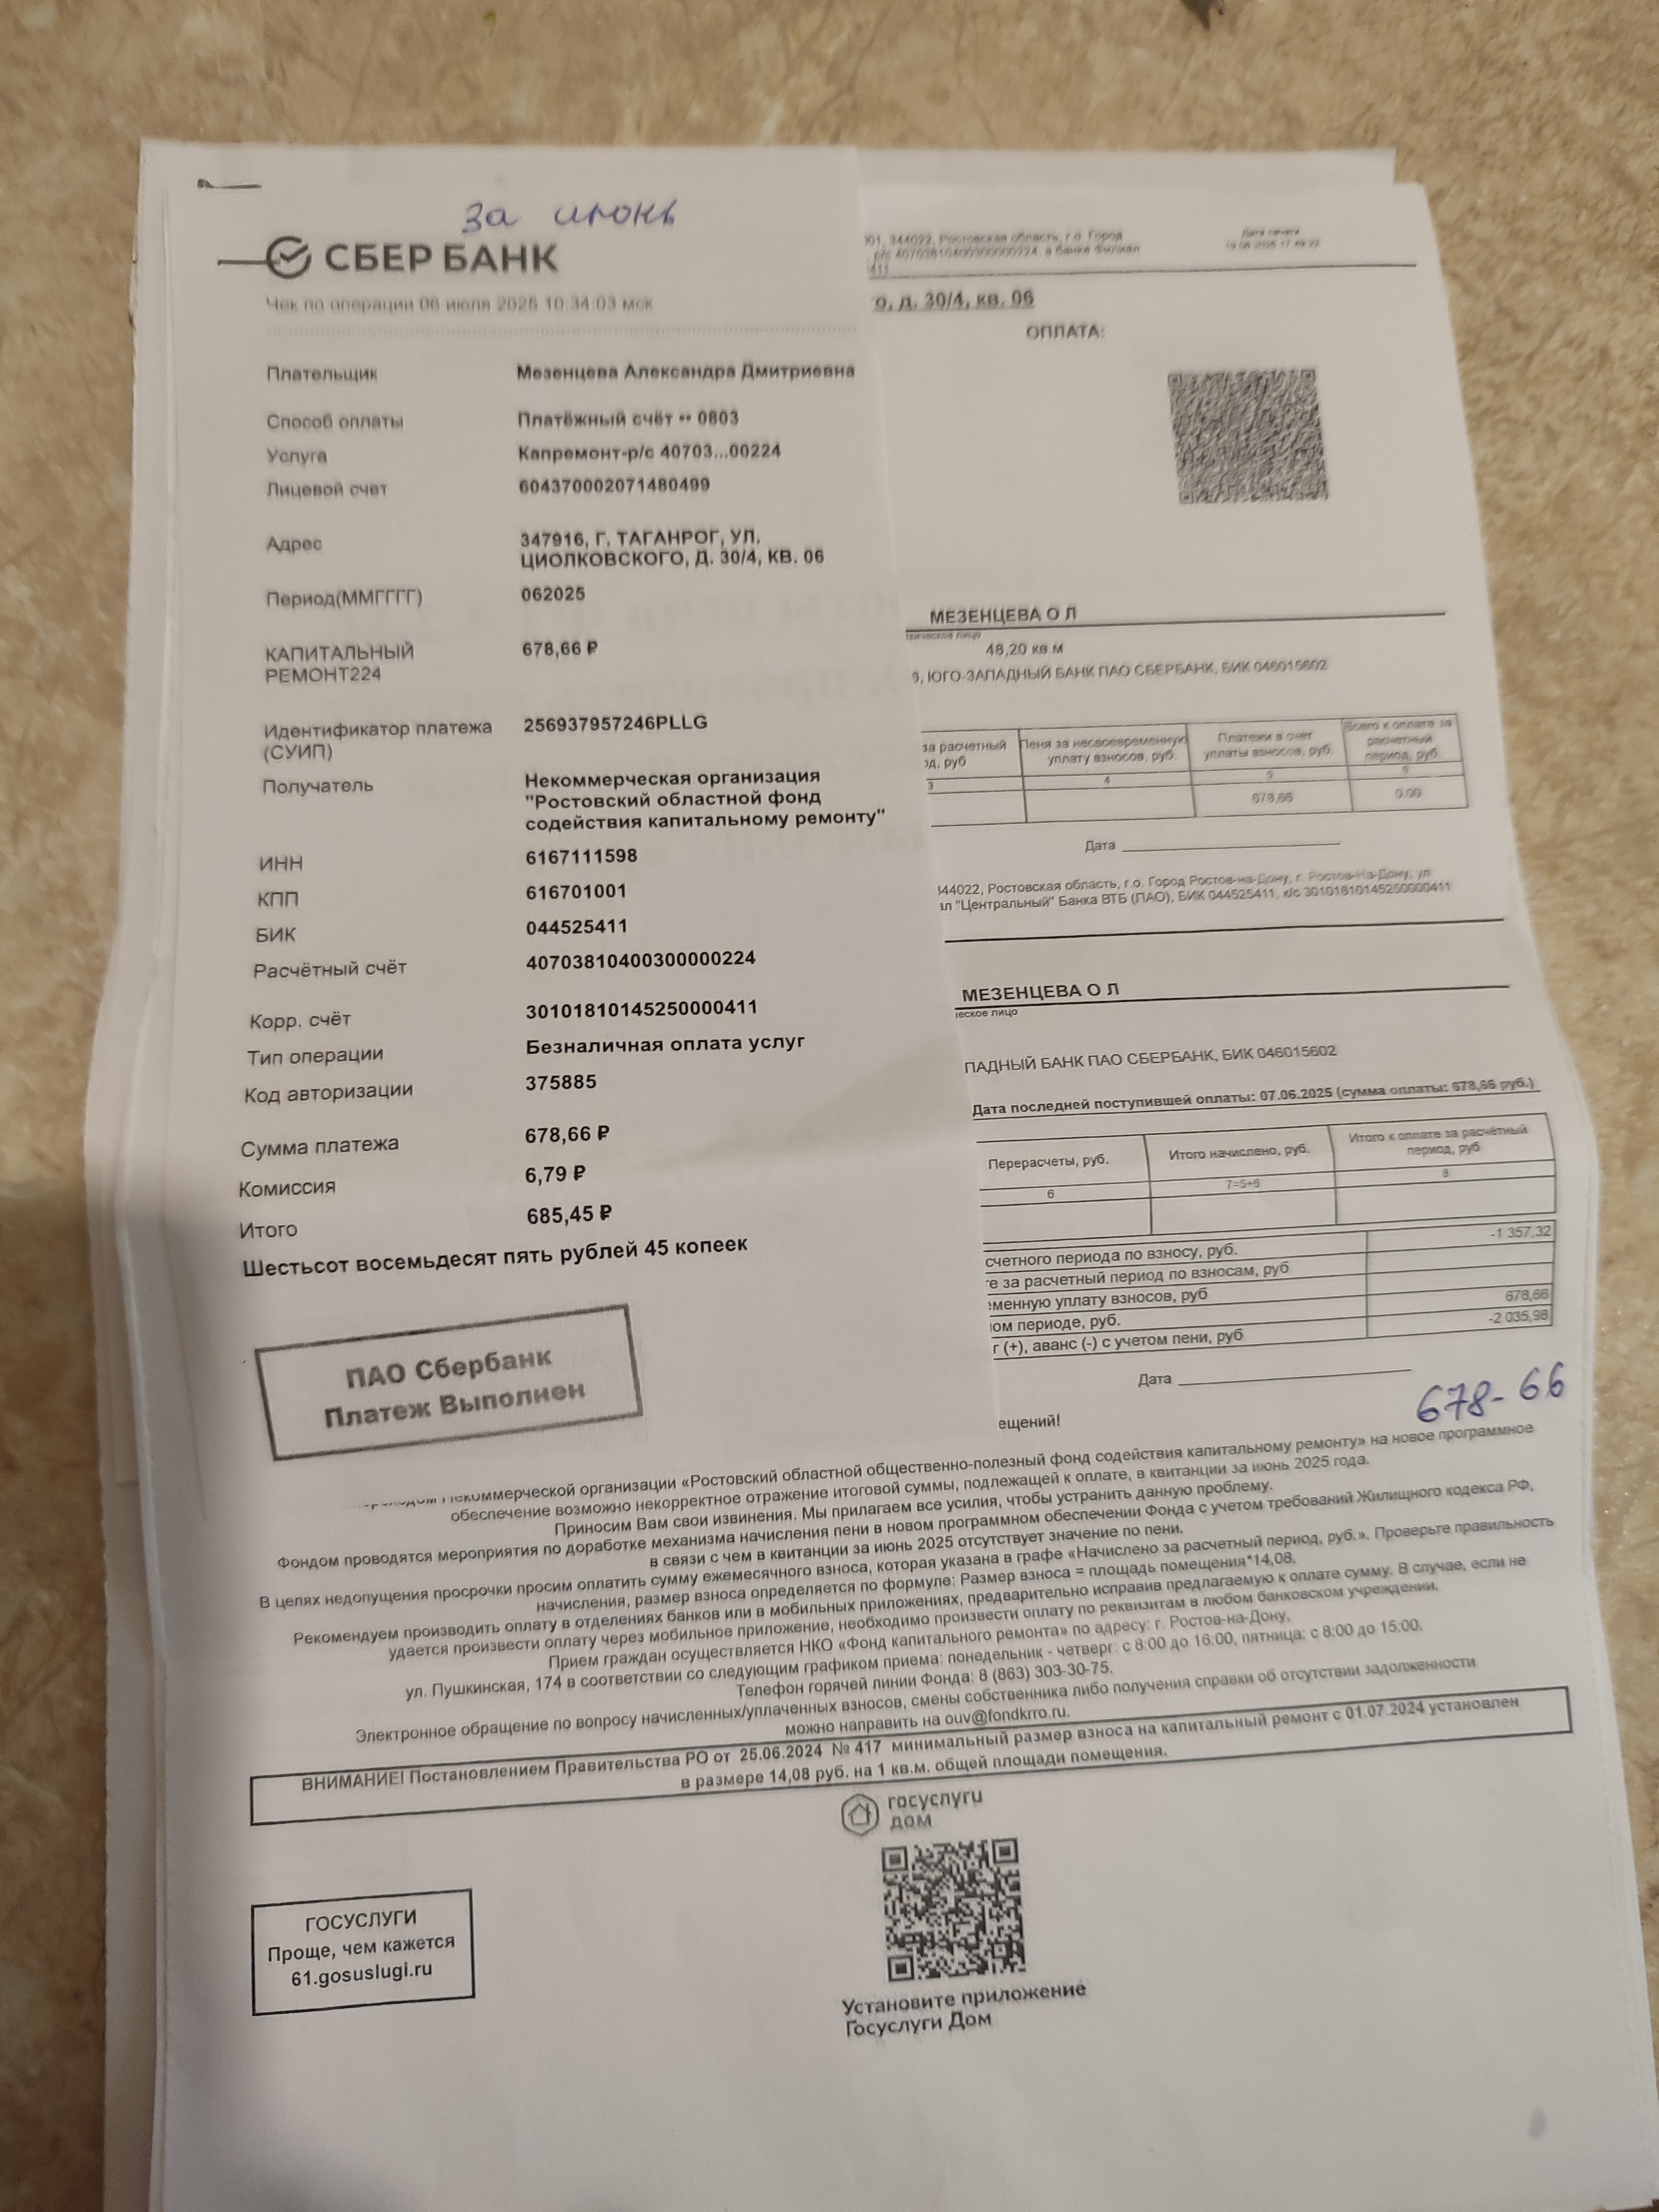 за июнь
СБЕР БАНК
Чек по операции 06 июля 2025 10:34:03 мск
Плательщик Мезенцева Александра Дмитриевна
Способ оплаты Платёжный счёт •• 0803
Услуга Капремонт-р/с 40703...00224
Лицевой счет 604370002071480499
Адрес 347916, Г. ТАГАНРОГ, УЛ.
ЦИОЛКОВСКОГО, Д. 30/4, КВ. 06
Период(ММГГГГ) 062025
КАПИТАЛЬНЫЙ 678,66 ₽
РЕМОНТ224
Идентификатор платежа 256937957246PLLG
(СУИП)
Получатель Некоммерческая организация
"Ростовский областной фонд
содействия капитальному ремонту"
ИНН 6167111598
КПП 616701001
БИК 044525411
Расчётный счёт 40703810400300000224
Корр. счёт 30101810145250000411
Тип операции Безналичная оплата услуг
Код авторизации 375885
Сумма платежа 678,66 ₽
Комиссия 6,79 ₽
Итого 685,45 ₽
Шестьсот восемьдесят пять рублей 45 копеек
ПАО Сбербанк
Платеж Выполнен
01, 344022, Ростовская область, г.о. Город
р/с 40703810400300000224, в банке Филиал
411
Дата печати
о, д. 30/4, кв. 06
ОПЛАТА:
МЕЗЕНЦЕВА О Л
48,20 кв.м
, ЮГО-ЗАПАДНЫЙ БАНК ПАО СБЕРБАНК, БИК 046015602
за расчетный Пеня за несвоевременную Платежи в счет Всего к оплате за
д, руб уплату взносов, руб. уплаты взносов, руб. расчетный
период, руб.
3 4 5
678,66 0.00
Дата
344022, Ростовская область, г.о. Город Ростов-на-Дону, г. Ростов-На-Дону, ул
ал "Центральный" Банка ВТБ (ПАО), БИК 044525411, к/с 30101810145250000411
МЕЗЕНЦЕВА О Л
ческое лицо
ПАДНЫЙ БАНК ПАО СБЕРБАНК, БИК 046015602
Дата последней поступившей оплаты: 07.06.2025 (сумма оплаты: 678,66 руб.)
Перерасчеты, руб. Итого начислено, руб. Итого к оплате за расчётный
период, руб
6 7=5+6 8
счетного периода по взносу, руб. -1 357,32
е за расчетный период по взносам, руб
менную уплату взносов, руб
ом периоде, руб. 678,66
г (+), аванс (-) с учетом пени, руб -2 035,98
Дата
678-66
ещений!
Некоммерческой организации «Ростовский областной общественно-полезный фонд содействия капитальному ремонту» на новое программное
обеспечение возможно некорректное отражение итоговой суммы, подлежащей к оплате, в квитанции за июнь 2025 года.
Приносим Вам свои извинения. Мы прилагаем все усилия, чтобы устранить данную проблему.
Фондом проводятся мероприятия по доработке механизма начисления пени в новом программном обеспечении Фонда с учетом требований Жилищного кодекса РФ,
в связи с чем в квитанции за июнь 2025 отсутствует значение по пени.
В целях недопущения просрочки просим оплатить сумму ежемесячного взноса, которая указана в графе «Начислено за расчетный период, руб.». Проверьте правильность
начисления, размер взноса определяется по формуле: Размер взноса = площадь помещения*14,08.
Рекомендуем производить оплату в отделениях банков или в мобильных приложениях, предварительно исправив предлагаемую к оплате сумму. В случае, если не
удается произвести оплату через мобильное приложение, необходимо произвести оплату по реквизитам в любом банковском учреждении.
Прием граждан осуществляется НКО «Фонд капитального ремонта» по адресу: г. Ростов-на-Дону,
ул. Пушкинская, 174 в соответствии со следующим графиком приема: понедельник - четверг: с 8:00 до 16:00, пятница: с 8:00 до 15:00.
Телефон горячей линии Фонда: 8 (863) 303-30-75.
Электронное обращение по вопросу начисленных/уплаченных взносов, смены собственника либо получения справки об отсутствии задолженности
можно направить на ouv@fondkrro.ru.
ВНИМАНИЕ! Постановлением Правительства РО от 25.06.2024 № 417 минимальный размер взноса на капитальный ремонт с 01.07.2024 установлен
в размере 14,08 руб. на 1 кв.м. общей площади помещения.
госуслуги
дом
ГОСУСЛУГИ
Проще, чем кажется
61.gosuslugi.ru
Установите приложение
Госуслуги Дом